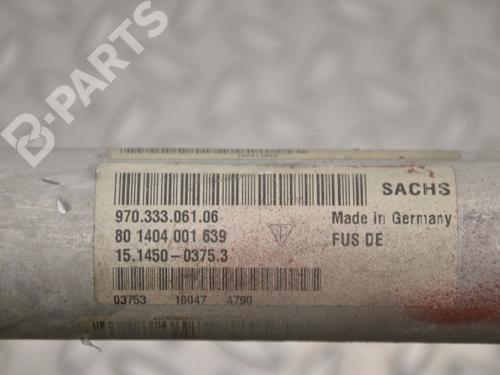 B-PARTS
SACHS
970.333.061.06
Made in Germany
80 1404 001 639
FUS DE
15.1450-0375.3
03753 10047 4790